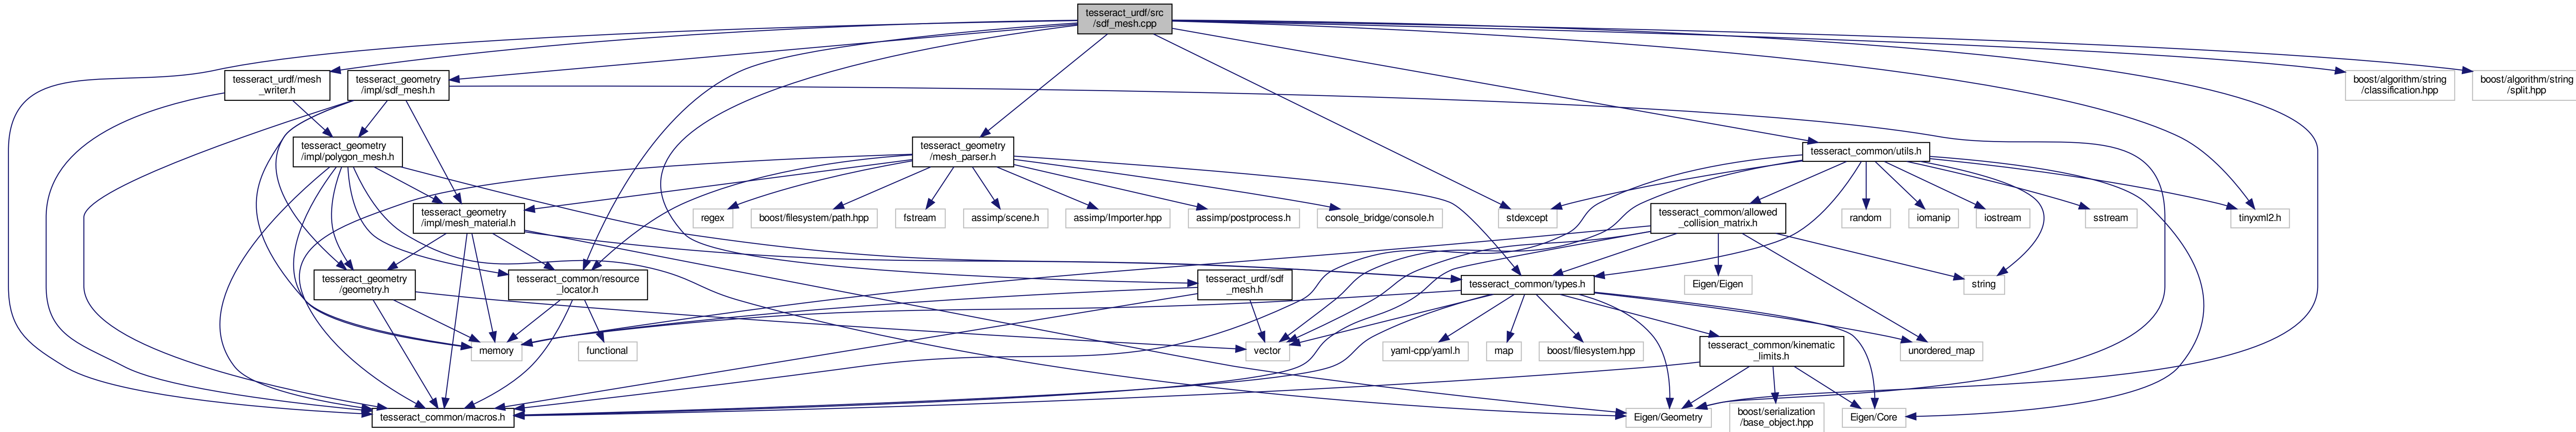 tesseract_urdf/src
/sdf_mesh.cpp
tesseract_urdf/mesh
_writer.h
tesseract_geometry
/impl/sdf_mesh.h
boost/algorithm/string
/classification.hpp
boost/algorithm/string
/split.hpp
tesseract_geometry
/impl/polygon_mesh.h
tesseract_geometry
/mesh_parser.h
tesseract_common/utils.h
tesseract_geometry
/impl/mesh_material.h
regex
boost/filesystem/path.hpp
fstream
assimp/scene.h
assimp/Importer.hpp
assimp/postprocess.h
console_bridge/console.h
stdexcept
tesseract_common/allowed
_collision_matrix.h
random
iomanip
iostream
sstream
tinyxml2.h
tesseract_geometry
/geometry.h
tesseract_common/resource
_locator.h
tesseract_urdf/sdf
_mesh.h
tesseract_common/types.h
Eigen/Eigen
string
memory
functional
vector
yaml-cpp/yaml.h
map
boost/filesystem.hpp
tesseract_common/kinematic
_limits.h
unordered_map
tesseract_common/macros.h
Eigen/Geometry
boost/serialization
/base_object.hpp
Eigen/Core